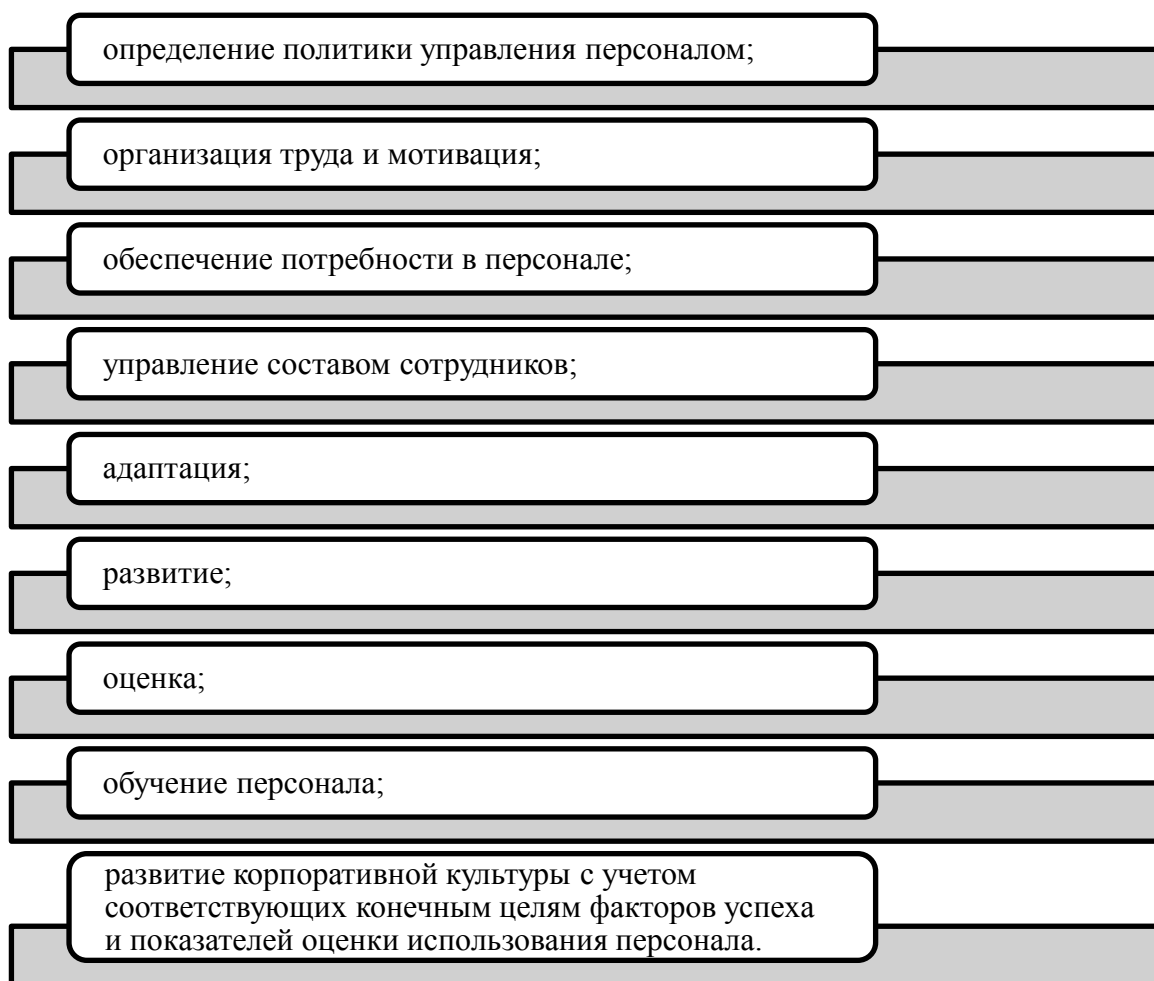 определение политики управления персоналом;
организация труда и мотивация;
обеспечение потребности в персонале;
управление составом сотрудников;
адаптация;
развитие;
оценка;
обучение персонала;
развитие корпоративной культуры с учетом
соответствующих конечным целям факторов успеха
и показателей оценки использования персонала.